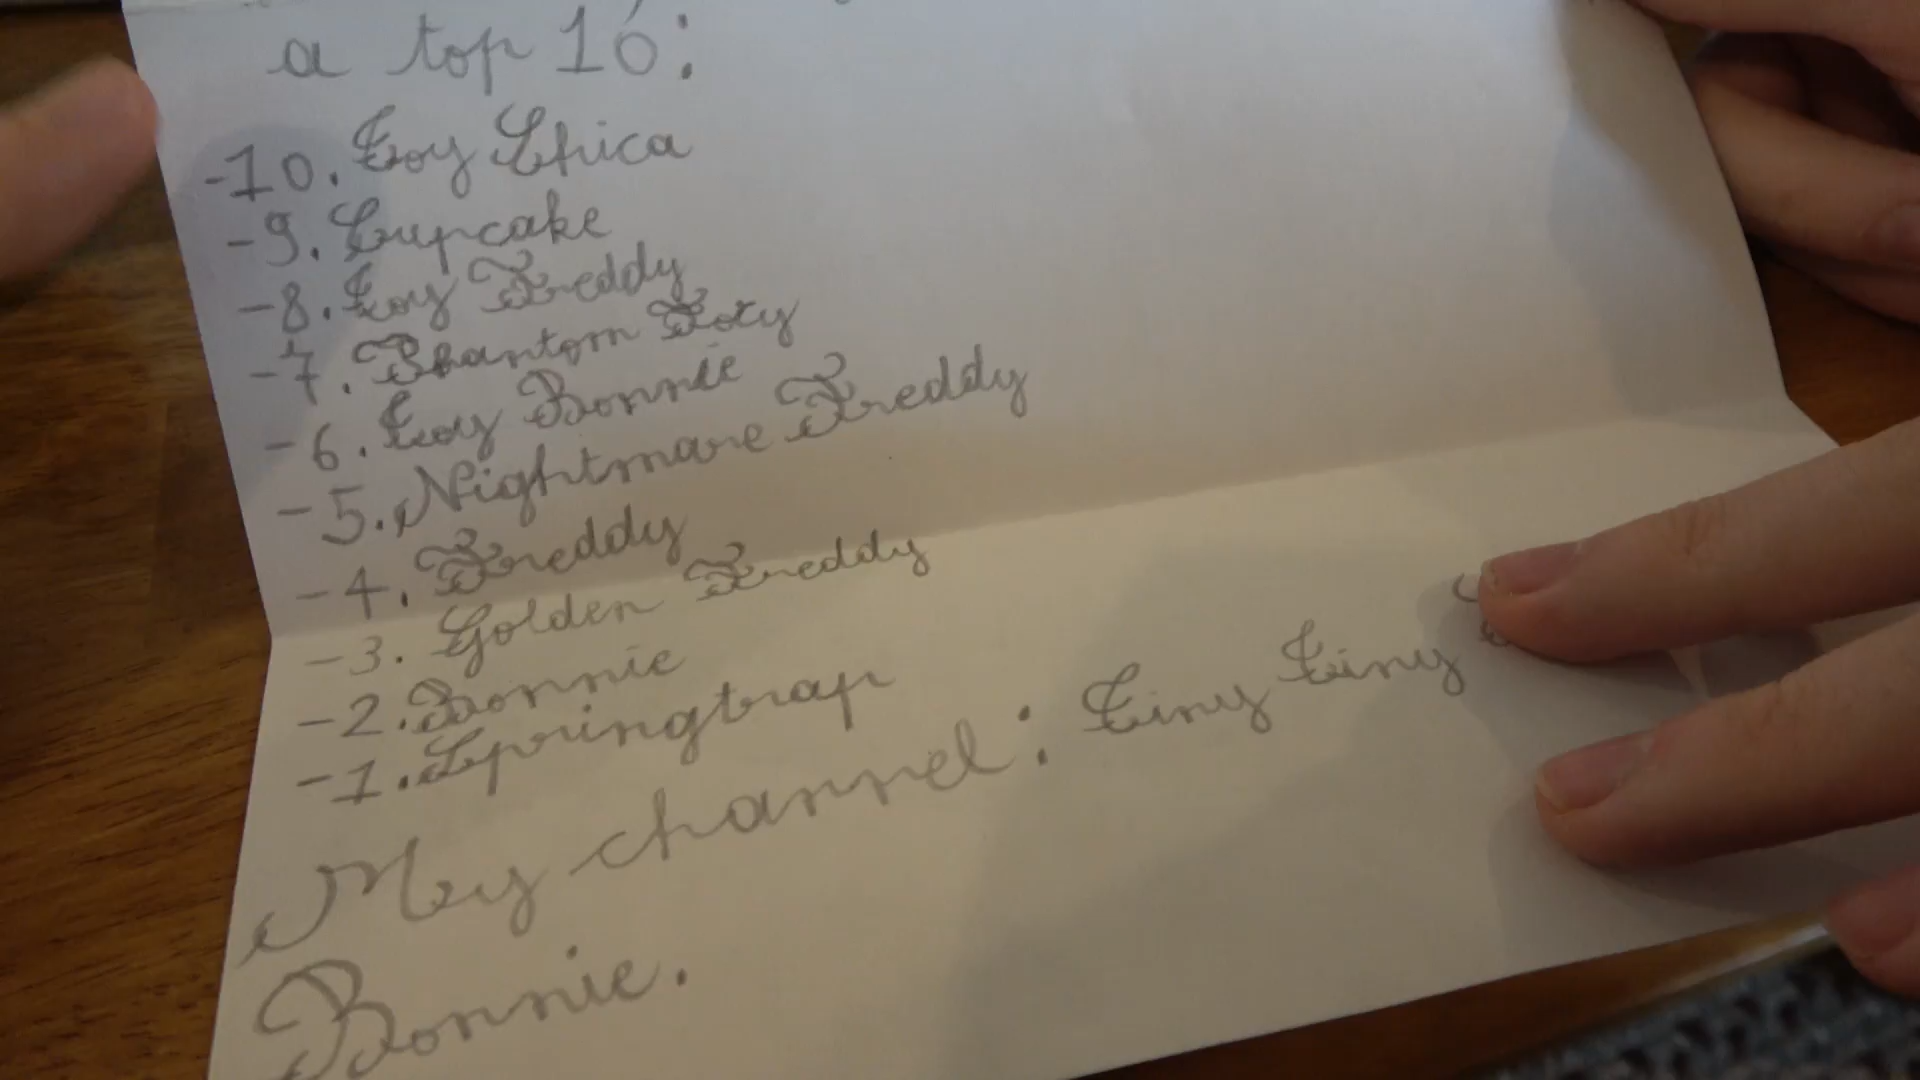 a top 10:
-10. Toy Chica
-9. Cupcake
-8. Toy Freddy
-7. Phantom Foxy
-6. Toy Bonnie
-5. Nightmare Freddy
-4. Freddy
-3. Golden Freddy
-2. Bonnie
-1. Springtrap
My channel: Tiny Tiny
Bonnie.